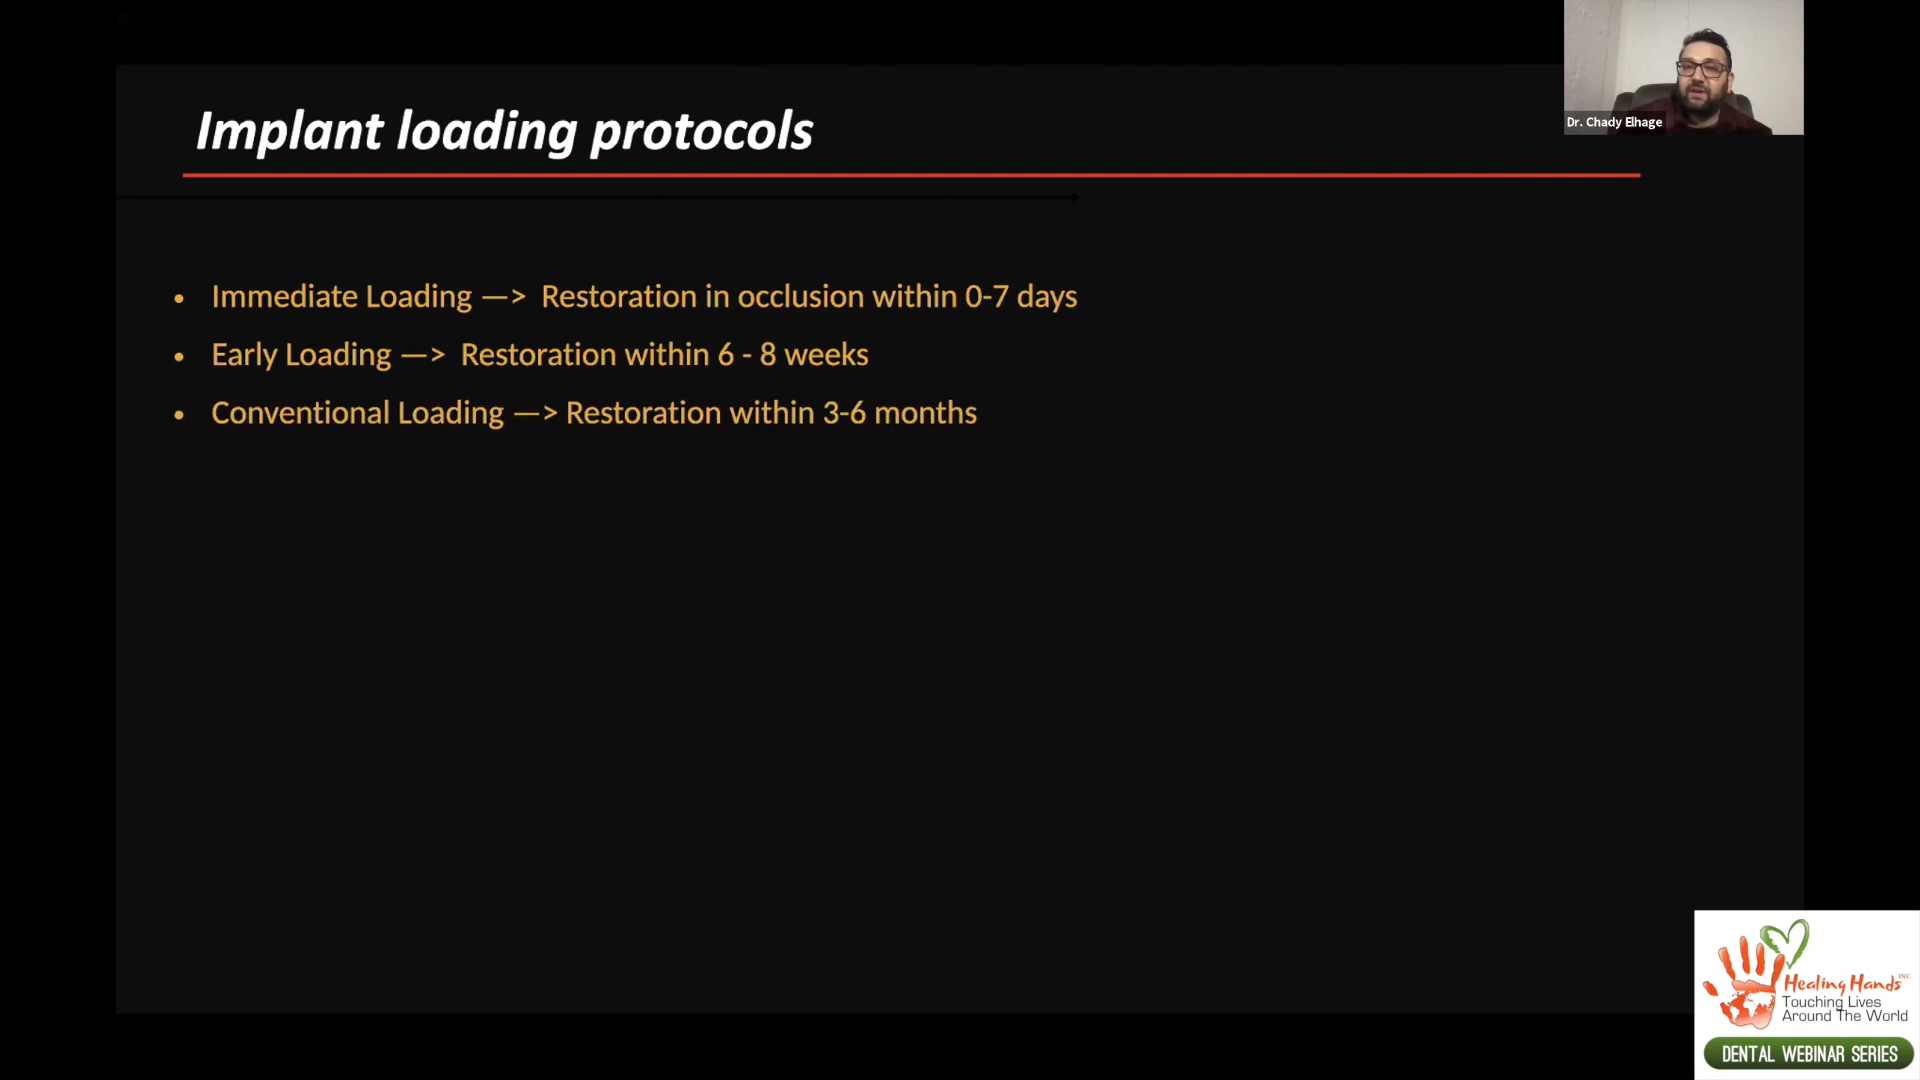 Implant loading protocols
• Immediate Loading —> Restoration in occlusion within 0-7 days
• Early Loading —> Restoration within 6 - 8 weeks
• Conventional Loading —> Restoration within 3-6 months
Dr. Chady Elhage
Healing Hands INC
Touching Lives
Around The World
DENTAL WEBINAR SERIES